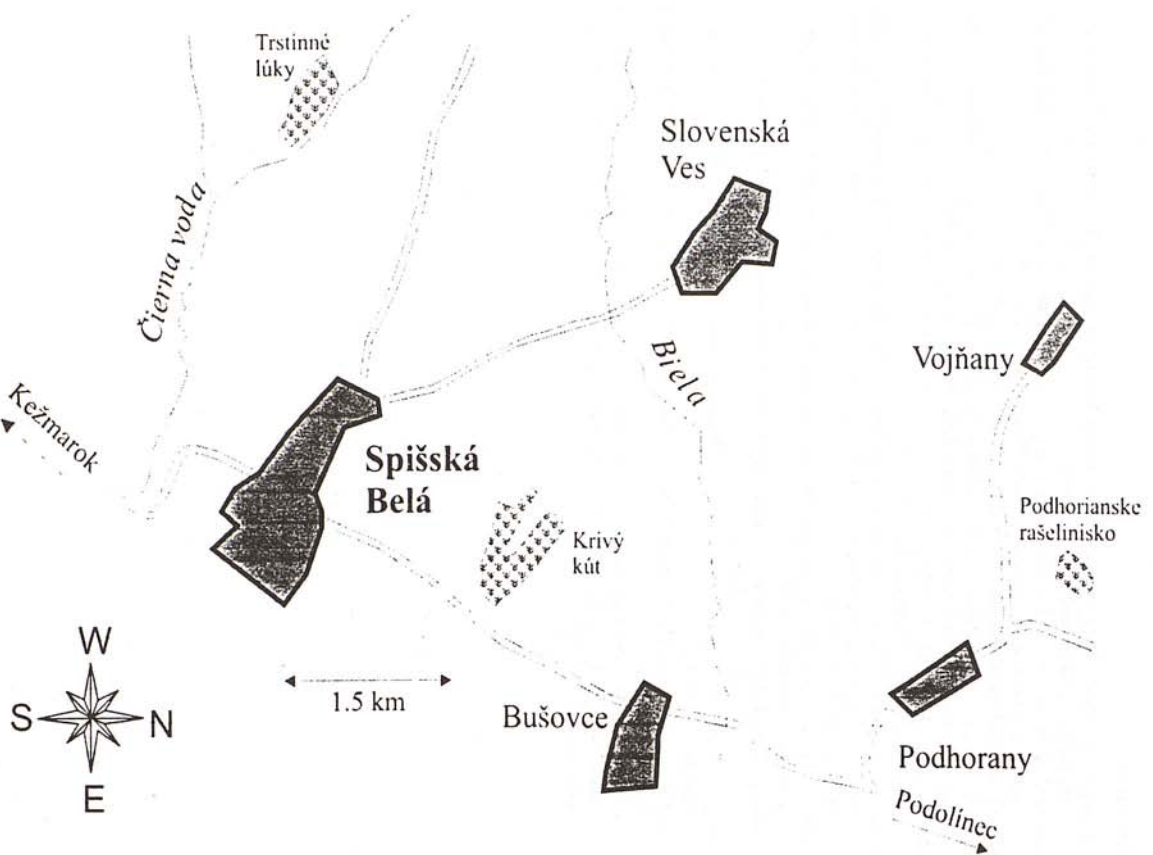 Trstinné
lúky
Slovenská
Ves
Čierna voda
Vojňany
Biela
Kežmarok
Spišská
Belá
Podhorianske
rašelinisko
Krivý
kút
W
S
N
E
1.5 km
Bušovce
Podhorany
Podolínec